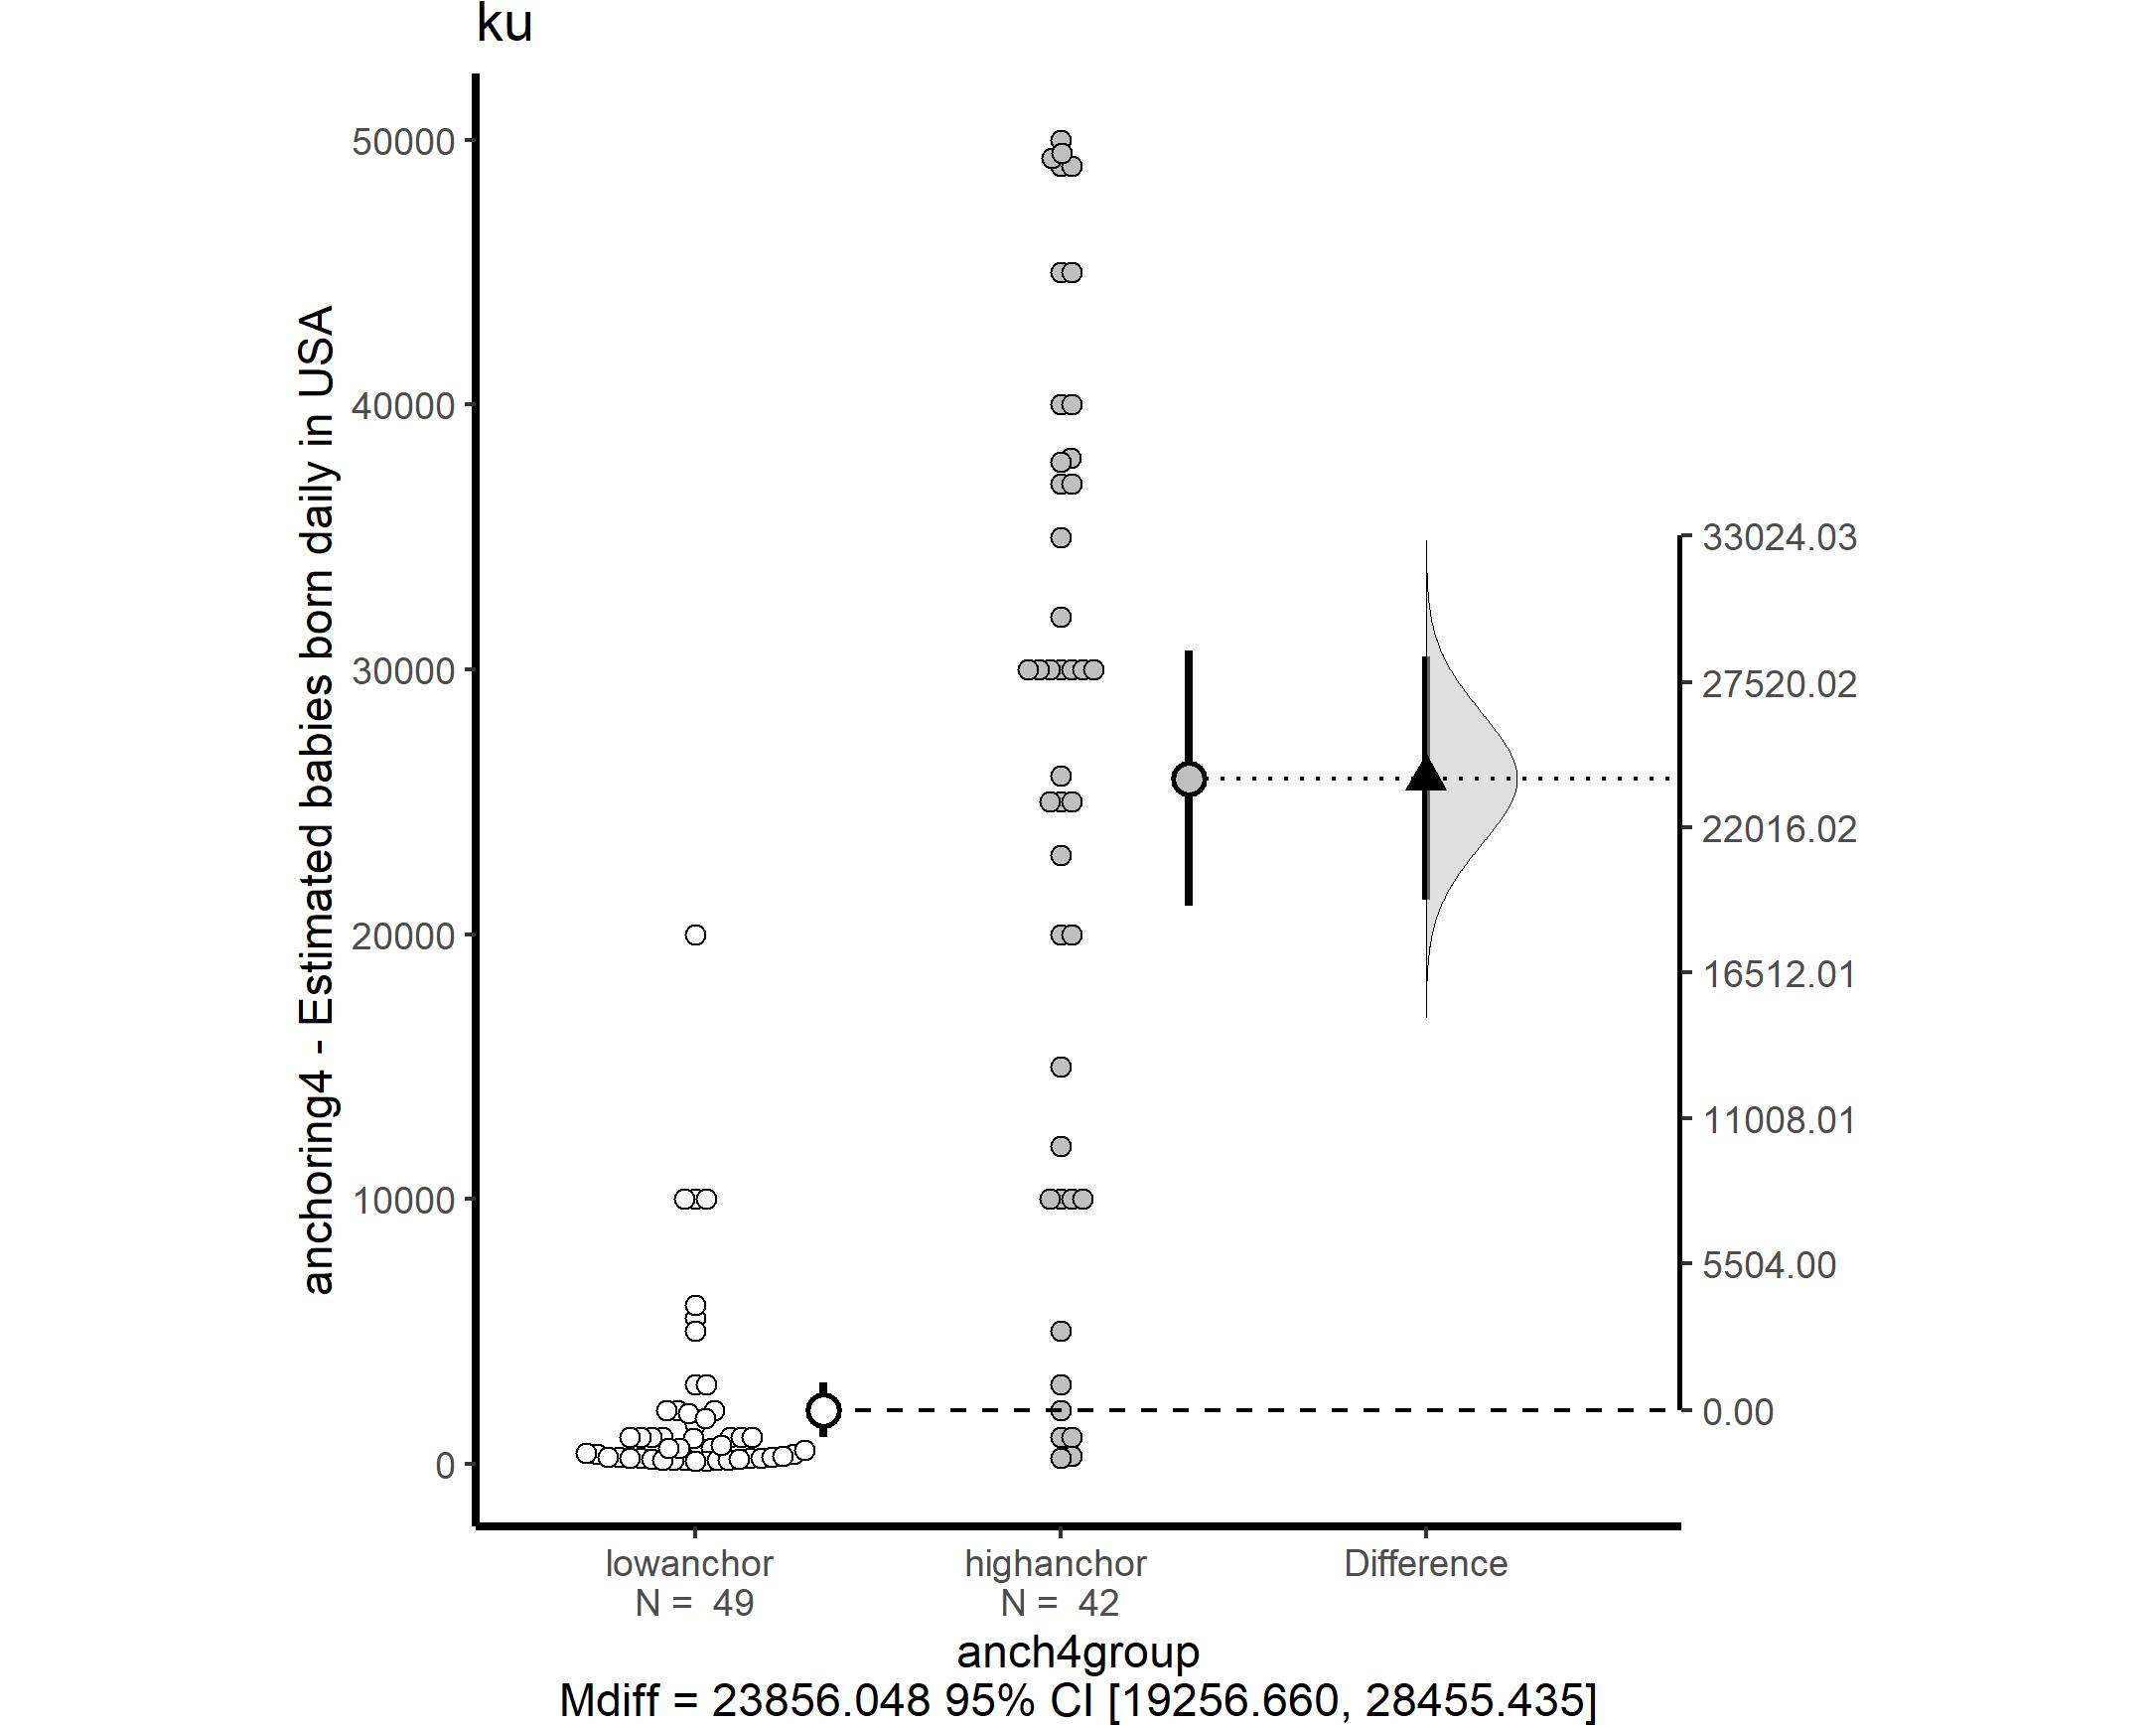 ku
anchoring4 - Estimated babies born daily in USA
50000
40000
30000
20000
10000
0
33024.03
27520.02
22016.02
16512.01
11008.01
5504.00
0.00
lowanchor
N =  49
highanchor
N =  42
Difference
anch4group
Mdiff = 23856.048 95% CI [19256.660, 28455.435]